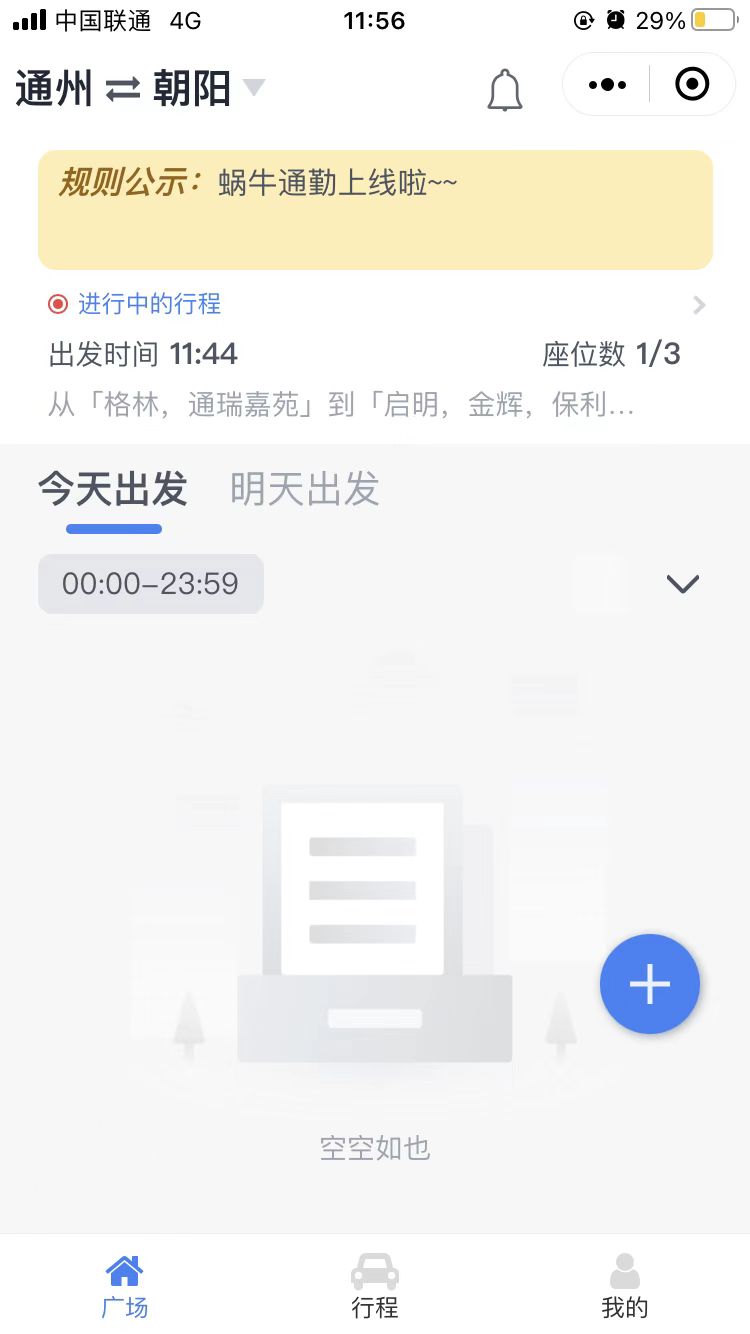 中国联通 4G 11:56 29%
通州 朝阳
规则公示：蜗牛通勤上线啦~~
进行中的行程
出发时间 11:44 座位数 1/3
从「格林，通瑞嘉苑」到「启明，金辉，保利...
今天出发 明天出发
00:00-23:59
空空如也
广场 行程 我的